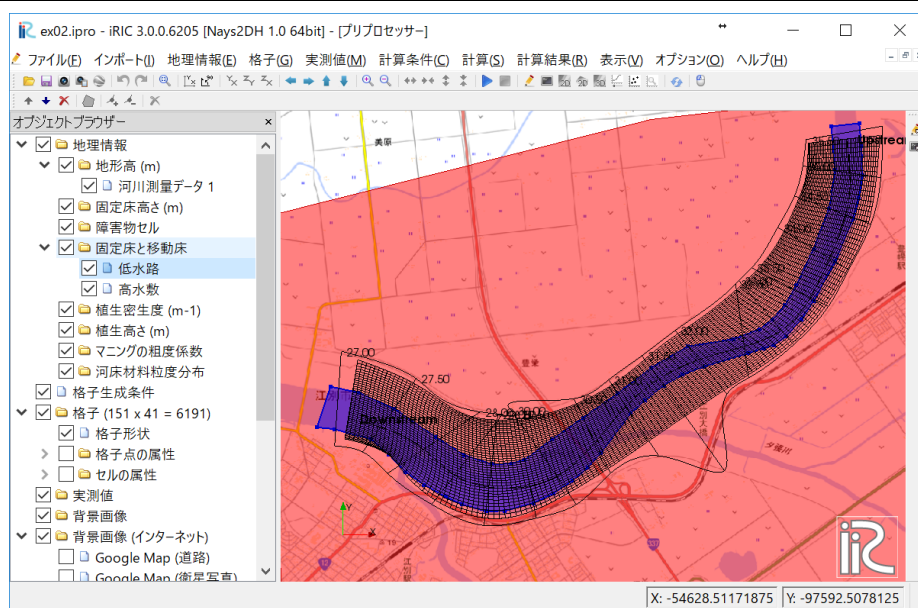 ex02.ipro - iRIC 3.0.0.6205 [Nays2DH 1.0 64bit] - [プリプロセッサー]
ファイル(F) インポート(I) 地理情報(E) 格子(G) 実測値(M) 計算条件(C) 計算(S) 計算結果(R) 表示(V) オプション(O) ヘルプ(H)
オブジェクトブラウザー
地理情報
地形高 (m)
河川測量データ 1
固定床高さ (m)
障害物セル
固定床と移動床
低水路
高水敷
植生密生度 (m-1)
植生高さ (m)
マニングの粗度係数
河床材料粒度分布
格子生成条件
格子 (151 x 41 = 6191)
格子形状
格子点の属性
セルの属性
実測値
背景画像
背景画像 (インターネット)
Google Map (道路)
Google Map (衛星写真)
美原
Upstream
32.00
27.00
27.50
Downstream
夕張川
Y
X
iRIC
X: -54628.51171875
Y: -97592.5078125